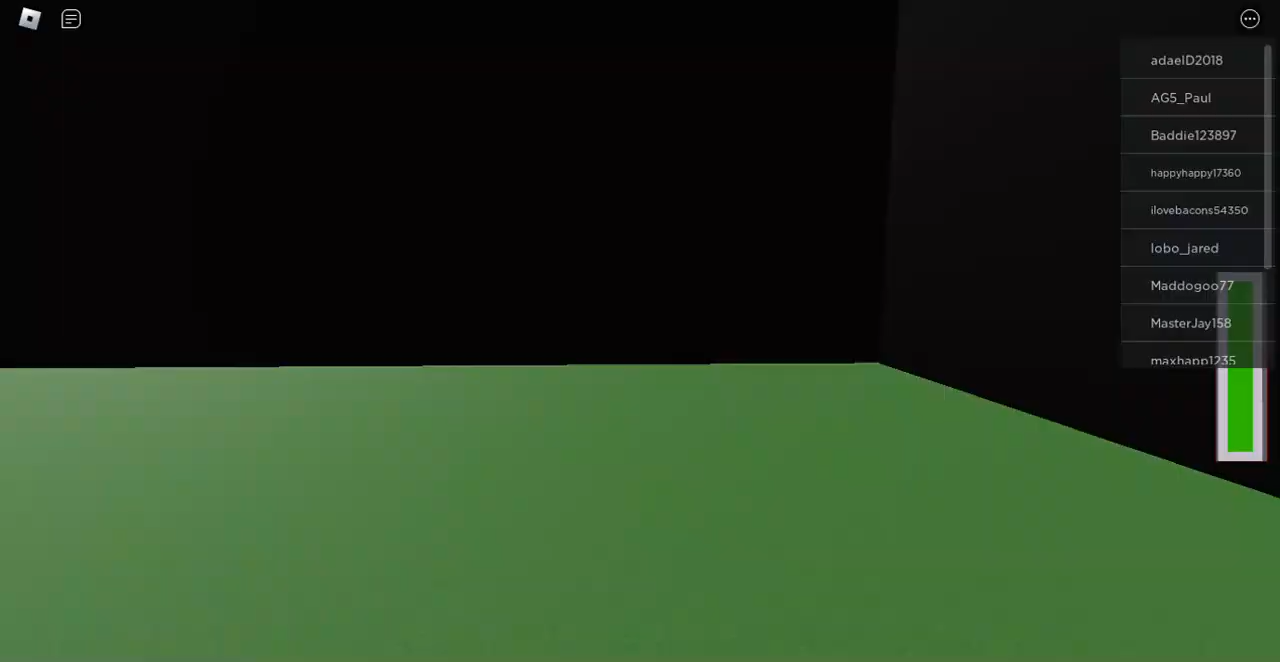 adaelD2018
AG5_Paul
Baddie123897
happyhappy17360
ilovebacons54350
lobo_jared
Maddogoo77
MasterJay158
maxhapp1235